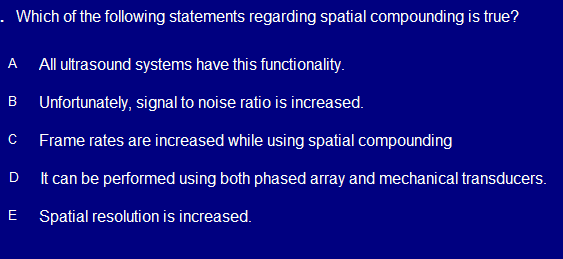 . Which of the following statements regarding spatial compounding is true?
A All ultrasound systems have this functionality.
B Unfortunately, signal to noise ratio is increased.
C Frame rates are increased while using spatial compounding
D It can be performed using both phased array and mechanical transducers.
E Spatial resolution is increased.